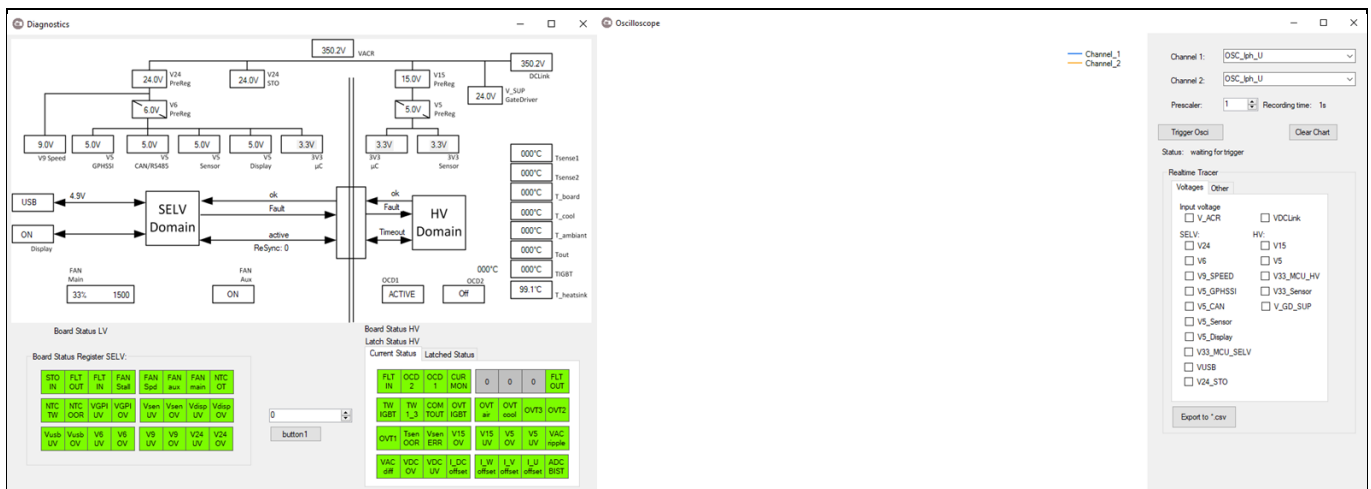 Diagnostics
350.2V VACR
24.0V V24 PreReg
24.0V V24 STO
15.0V V15 PreReg
350.2V DCLink
24.0V V_SUP GateDriver
6.0V V6 PreReg
5.0V V5 PreReg
9.0V 5.0V 5.0V 5.0V 5.0V 3.3V 3.3V 3.3V
V9 Speed V5 GPHSSI V5 CAN/RS485 V5 Sensor V5 Display 3V3 µC 3V3 µC 3V3 Sensor
000°C Tsense1
000°C Tsense2
000°C T_board
000°C T_cool
000°C T_ambiant
000°C Tout
000°C TIGBT
99.1°C T_heatsink
USB 4.9V
ON
Display
SELV Domain
ok
Fault
active
ReSync: 0
ok
Fault
Timeout
HV Domain
FAN Main
33% 1500
FAN Aux
ON
000°C
OCD1
ACTIVE
OCD2
Off
Board Status LV
Board Status Register SELV:
STO IN FLT OUT FLT IN FAN Stall FAN Spd FAN aux FAN main NTC OT
NTC TW NTC OOR VGPI UV VGPI OV Vsen UV Vsen OV Vdisp UV Vdisp OV
Vusb UV Vusb OV V6 UV V6 OV V9 UV V9 OV V24 UV V24 OV
0
button1
Board Status HV
Latch Status HV
Current Status Latched Status
FLT IN OCD 2 OCD 1 CUR MON 0 0 0 FLT OUT
TW IGBT TW 1_3 COM TOUT OVT IGBT OVT air OVT cool OVT3 OVT2
OVT1 Tsen OOR Vsen ERR V15 OV V15 UV V5 OV V5 UV VAC ripple
VAC diff VDC OV VDC UV I_DC offset I_W offset I_V offset I_U offset ADC BIST
Oscilloscope
Channel_1
Channel_2
Channel 1: OSC_Iph_U
Channel 2: OSC_Iph_U
Prescaler: 1 Recording time: 1s
Trigger Osci Clear Chart
Status: waiting for trigger
Realtime Tracer
Voltages Other
Input voltage
V_ACR VDCLink
SELV: HV:
V24 V15
V6 V5
V9_SPEED V33_MCU_HV
V5_GPHSSI V33_Sensor
V5_CAN V_GD_SUP
V5_Sensor
V5_Display
V33_MCU_SELV
VUSB
V24_STO
Export to *.csv